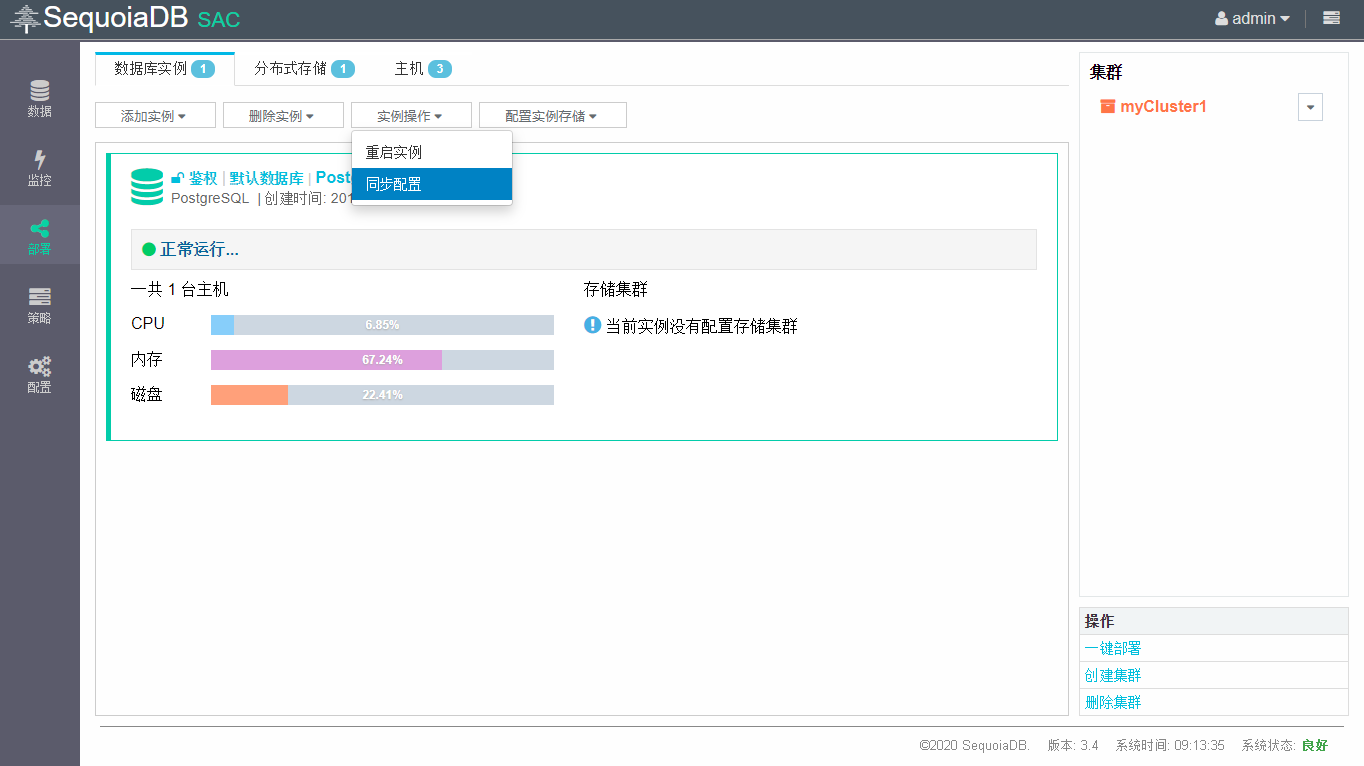 SequoiaDB SAC
admin
数据
监控
部署
策略
配置
数据库实例 1
分布式存储 1
主机 3
添加实例
删除实例
实例操作
配置实例存储
重启实例
同步配置
鉴权 | 默认数据库 |
PostgreSQL | 创建时间:
正常运行...
一共 1 台主机
CPU 6.85%
内存 67.24%
磁盘 22.41%
存储集群
当前实例没有配置存储集群
集群
myCluster1
操作
一键部署
创建集群
删除集群
©2020 SequoiaDB. 版本: 3.4 系统时间: 09:13:35 系统状态: 良好